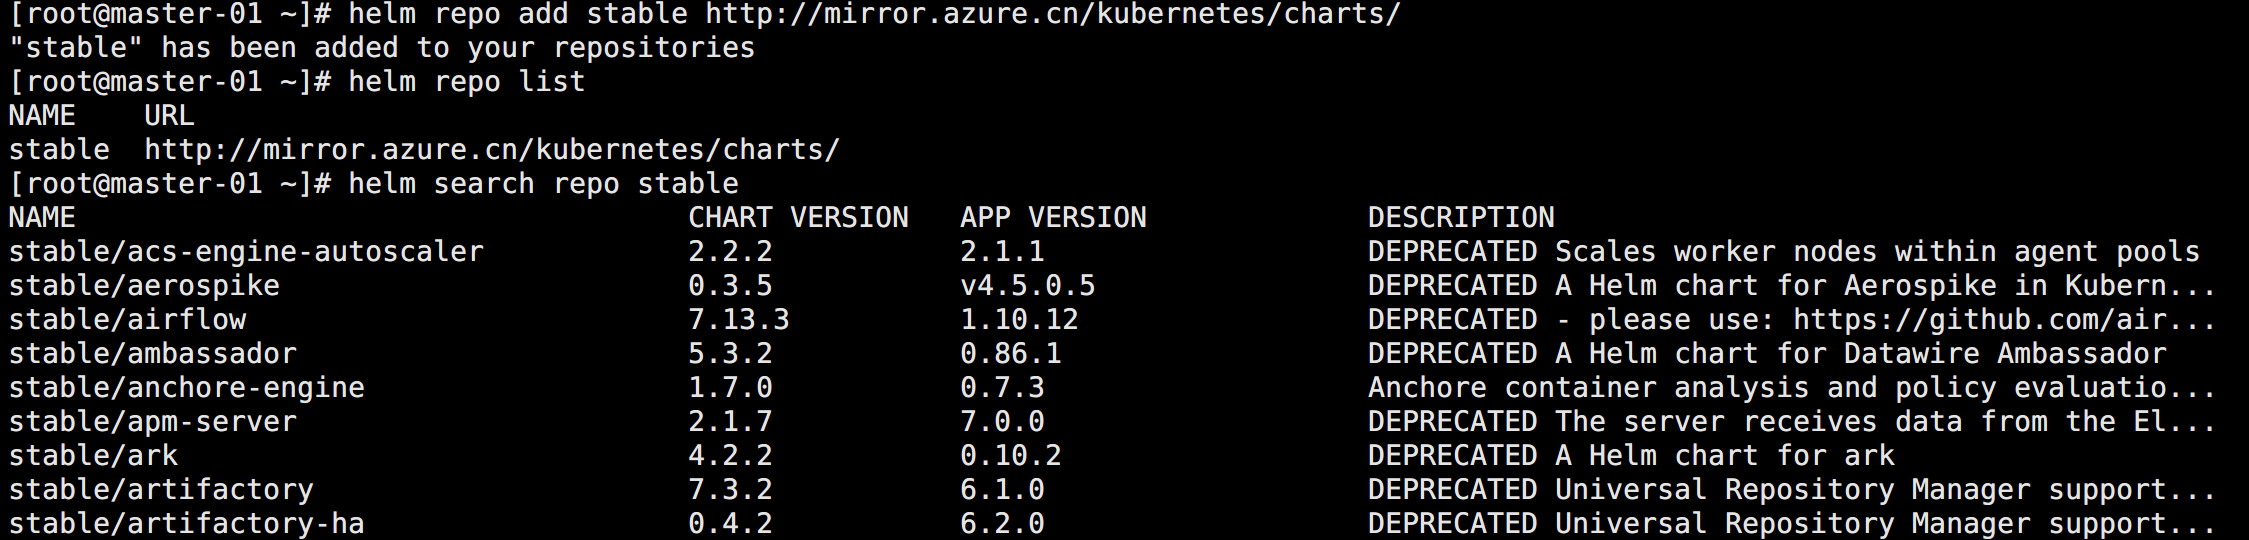 [root@master-01 ~]# helm repo add stable http://mirror.azure.cn/kubernetes/charts/
"stable" has been added to your repositories
[root@master-01 ~]# helm repo list
NAME    URL
stable  http://mirror.azure.cn/kubernetes/charts/
[root@master-01 ~]# helm search repo stable
NAME                                    CHART VERSION   APP VERSION             DESCRIPTION
stable/acs-engine-autoscaler            2.2.2           2.1.1                   DEPRECATED Scales worker nodes within agent pools
stable/aerospike                        0.3.5           v4.5.0.5                DEPRECATED A Helm chart for Aerospike in Kubern...
stable/airflow                          7.13.3          1.10.12                 DEPRECATED - please use: https://github.com/air...
stable/ambassador                       5.3.2           0.86.1                  DEPRECATED A Helm chart for Datawire Ambassador
stable/anchore-engine                   1.7.0           0.7.3                   Anchore container analysis and policy evaluatio...
stable/apm-server                       2.1.7           7.0.0                   DEPRECATED The server receives data from the El...
stable/ark                              4.2.2           0.10.2                  DEPRECATED A Helm chart for ark
stable/artifactory                      7.3.2           6.1.0                   DEPRECATED Universal Repository Manager support...
stable/artifactory-ha                   0.4.2           6.2.0                   DEPRECATED Universal Repository Manager support...